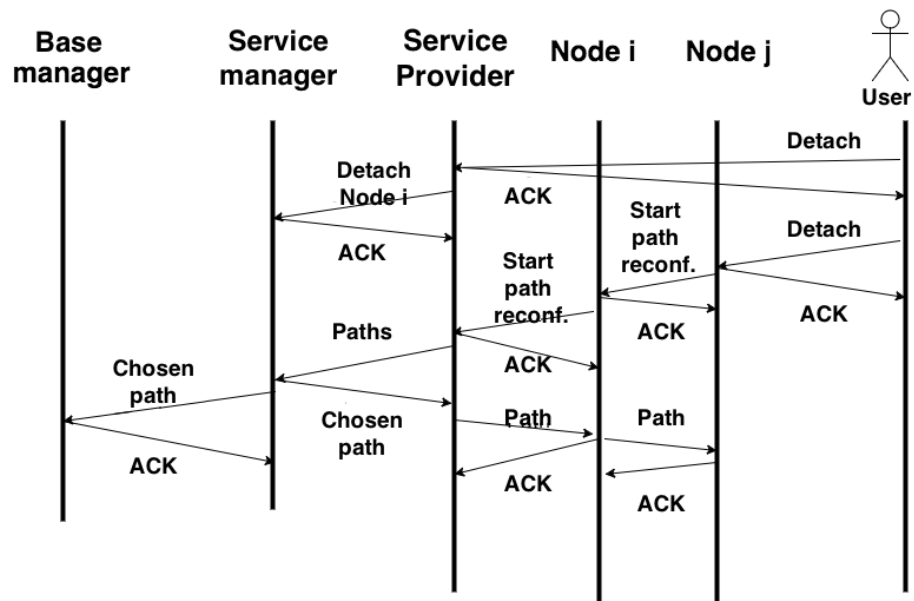 Base
manager
Service
manager
Service
Provider
Node i
Node j
User
Detach
Detach
Node i
ACK
ACK
Start
path
reconf.
Detach
Start
path
reconf.
ACK
ACK
Paths
ACK
Chosen
path
Chosen
path
Path
Path
ACK
ACK
ACK